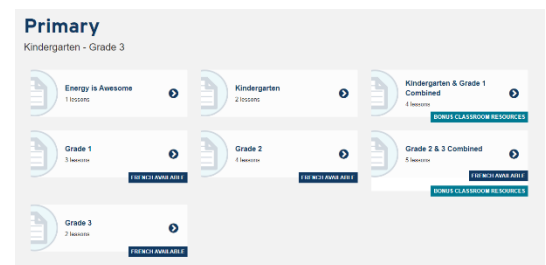 Primary
Kindergarten - Grade 3
Energy is Awesome
1 lessons
Kindergarten
2 lessons
Kindergarten & Grade 1
Combined
4 lessons
BONUS CLASSROOM RESOURCES
Grade 1
3 lessons
FRENCH AVAILABLE
Grade 2
4 lessons
FRENCH AVAILABLE
Grade 2 & 3 Combined
5 lessons
FRENCH AVAILABLE
BONUS CLASSROOM RESOURCES
Grade 3
2 lessons
FRENCH AVAILABLE